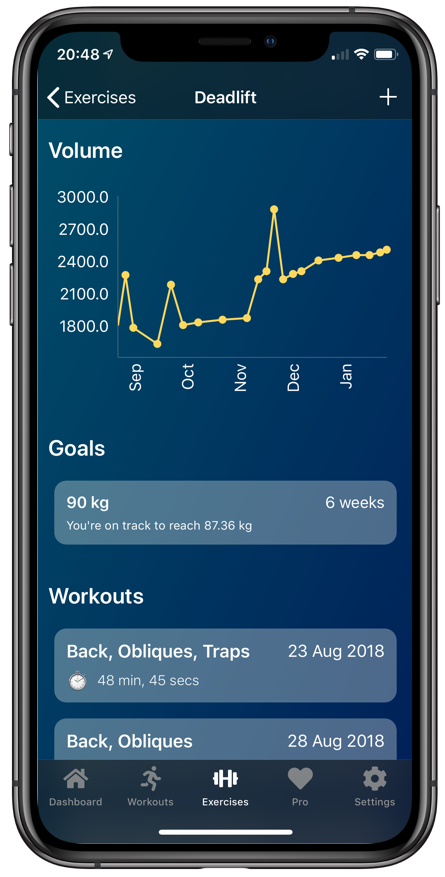 20:48
Exercises Deadlift +
Volume
3000.0
2700.0
2400.0
2100.0
1800.0
Sep Oct Nov Dec Jan
Goals
90 kg 6 weeks
You're on track to reach 87.36 kg
Workouts
Back, Obliques, Traps 23 Aug 2018
48 min, 45 secs
Back, Obliques 28 Aug 2018
Dashboard Workouts Exercises Pro Settings